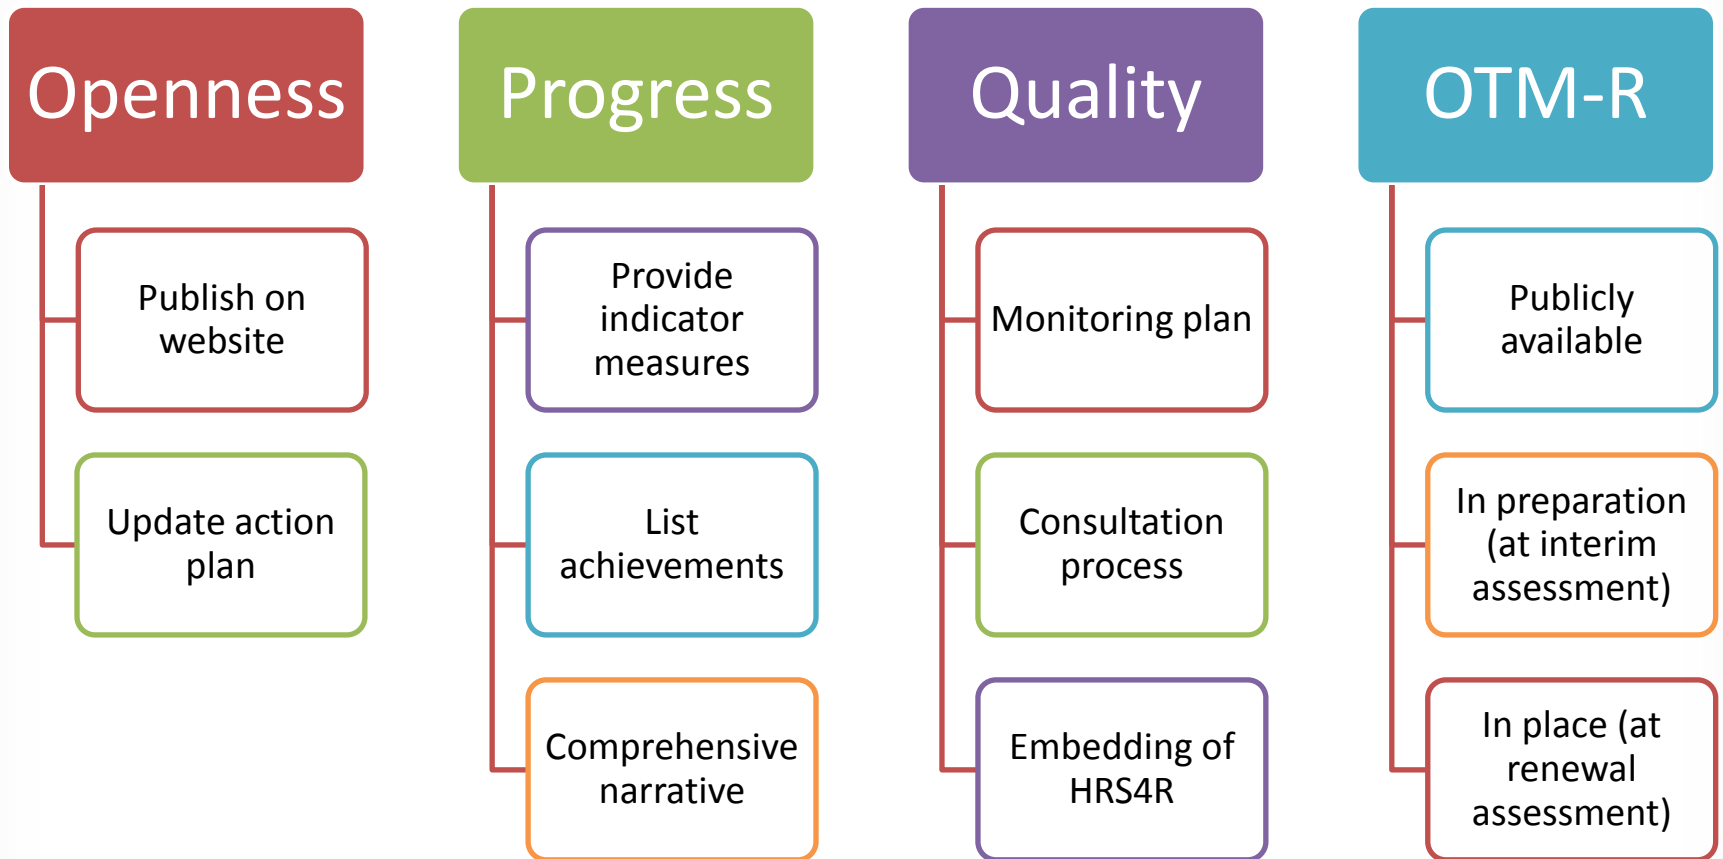 Openness
Publish on
website
Update action
plan
Progress
Provide
indicator
measures
List
achievements
Comprehensive
narrative
Quality
Monitoring plan
Consultation
process
Embedding of
HRS4R
OTM-R
Publicly
available
In preparation
(at interim
assessment)
In place (at
renewal
assessment)